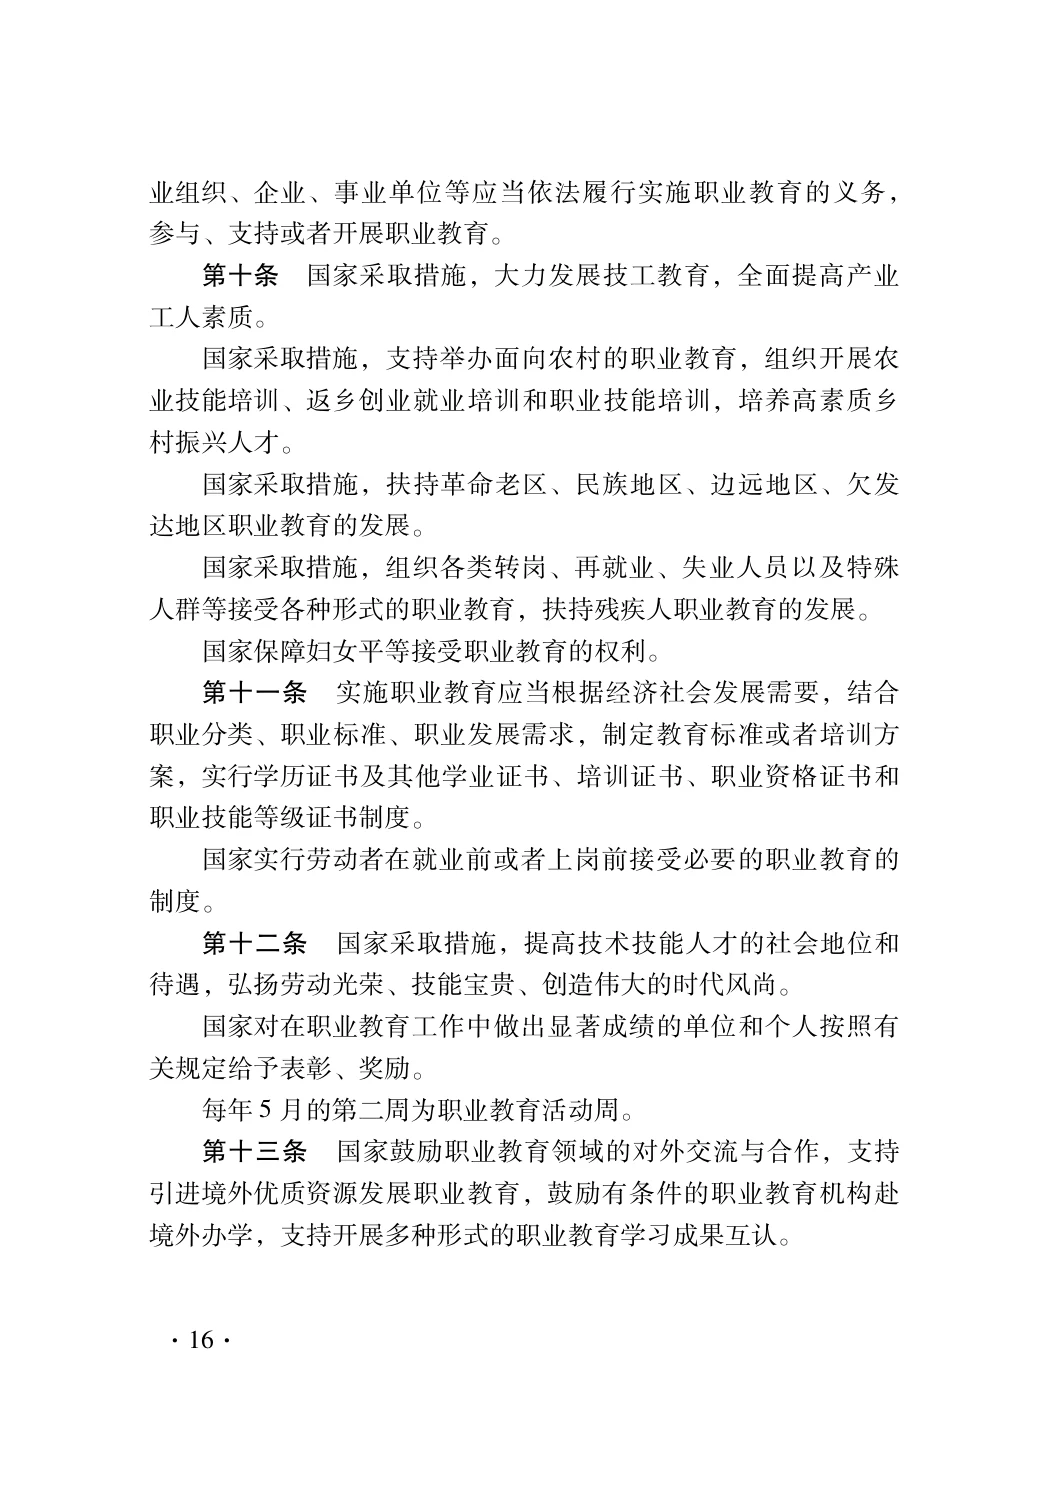 业组织、企业、事业单位等应当依法履行实施职业教育的义务，
参与、支持或者开展职业教育。
第十条　国家采取措施，大力发展技工教育，全面提高产业
工人素质。
国家采取措施，支持举办面向农村的职业教育，组织开展农
业技能培训、返乡创业就业培训和职业技能培训，培养高素质乡
村振兴人才。
国家采取措施，扶持革命老区、民族地区、边远地区、欠发
达地区职业教育的发展。
国家采取措施，组织各类转岗、再就业、失业人员以及特殊
人群等接受各种形式的职业教育，扶持残疾人职业教育的发展。
国家保障妇女平等接受职业教育的权利。
第十一条　实施职业教育应当根据经济社会发展需要，结合
职业分类、职业标准、职业发展需求，制定教育标准或者培训方
案，实行学历证书及其他学业证书、培训证书、职业资格证书和
职业技能等级证书制度。
国家实行劳动者在就业前或者上岗前接受必要的职业教育的
制度。
第十二条　国家采取措施，提高技术技能人才的社会地位和
待遇，弘扬劳动光荣、技能宝贵、创造伟大的时代风尚。
国家对在职业教育工作中做出显著成绩的单位和个人按照有
关规定给予表彰、奖励。
每年 5 月的第二周为职业教育活动周。
第十三条　国家鼓励职业教育领域的对外交流与合作，支持
引进境外优质资源发展职业教育，鼓励有条件的职业教育机构赴
境外办学，支持开展多种形式的职业教育学习成果互认。
· 16 ·